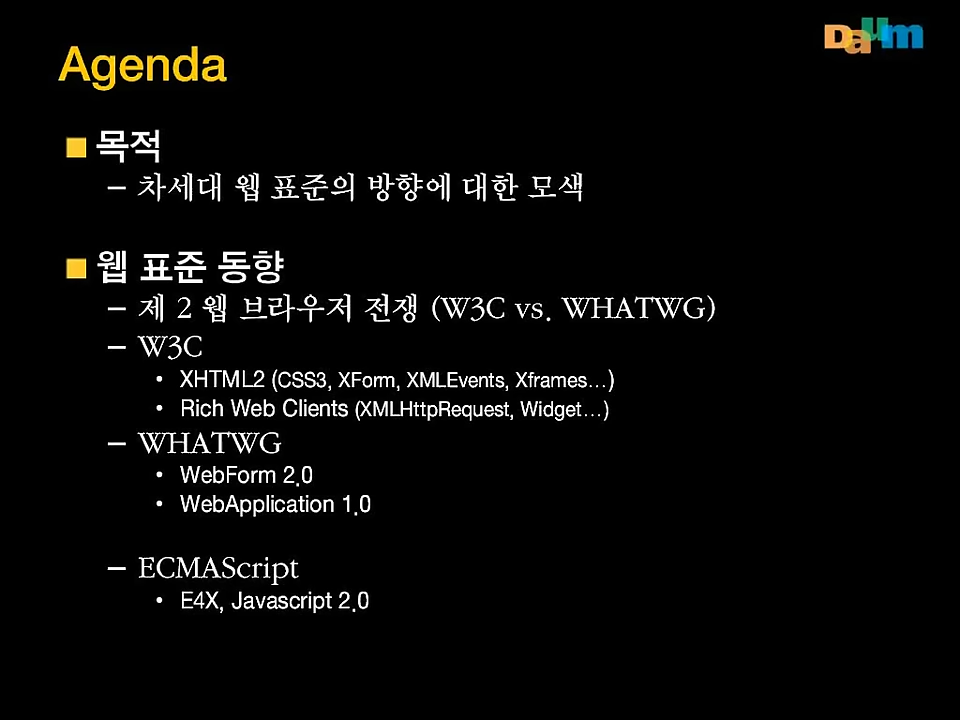 Daum
Agenda
■ 목적
– 차세대 웹 표준의 방향에 대한 모색
■ 웹 표준 동향
– 제 2 웹 브라우저 전쟁 (W3C vs. WHATWG)
– W3C
• XHTML2 (CSS3, XForm, XMLEvents, Xframes...)
• Rich Web Clients (XMLHttpRequest, Widget...)
– WHATWG
• WebForm 2.0
• WebApplication 1.0
– ECMAScript
• E4X, Javascript 2.0